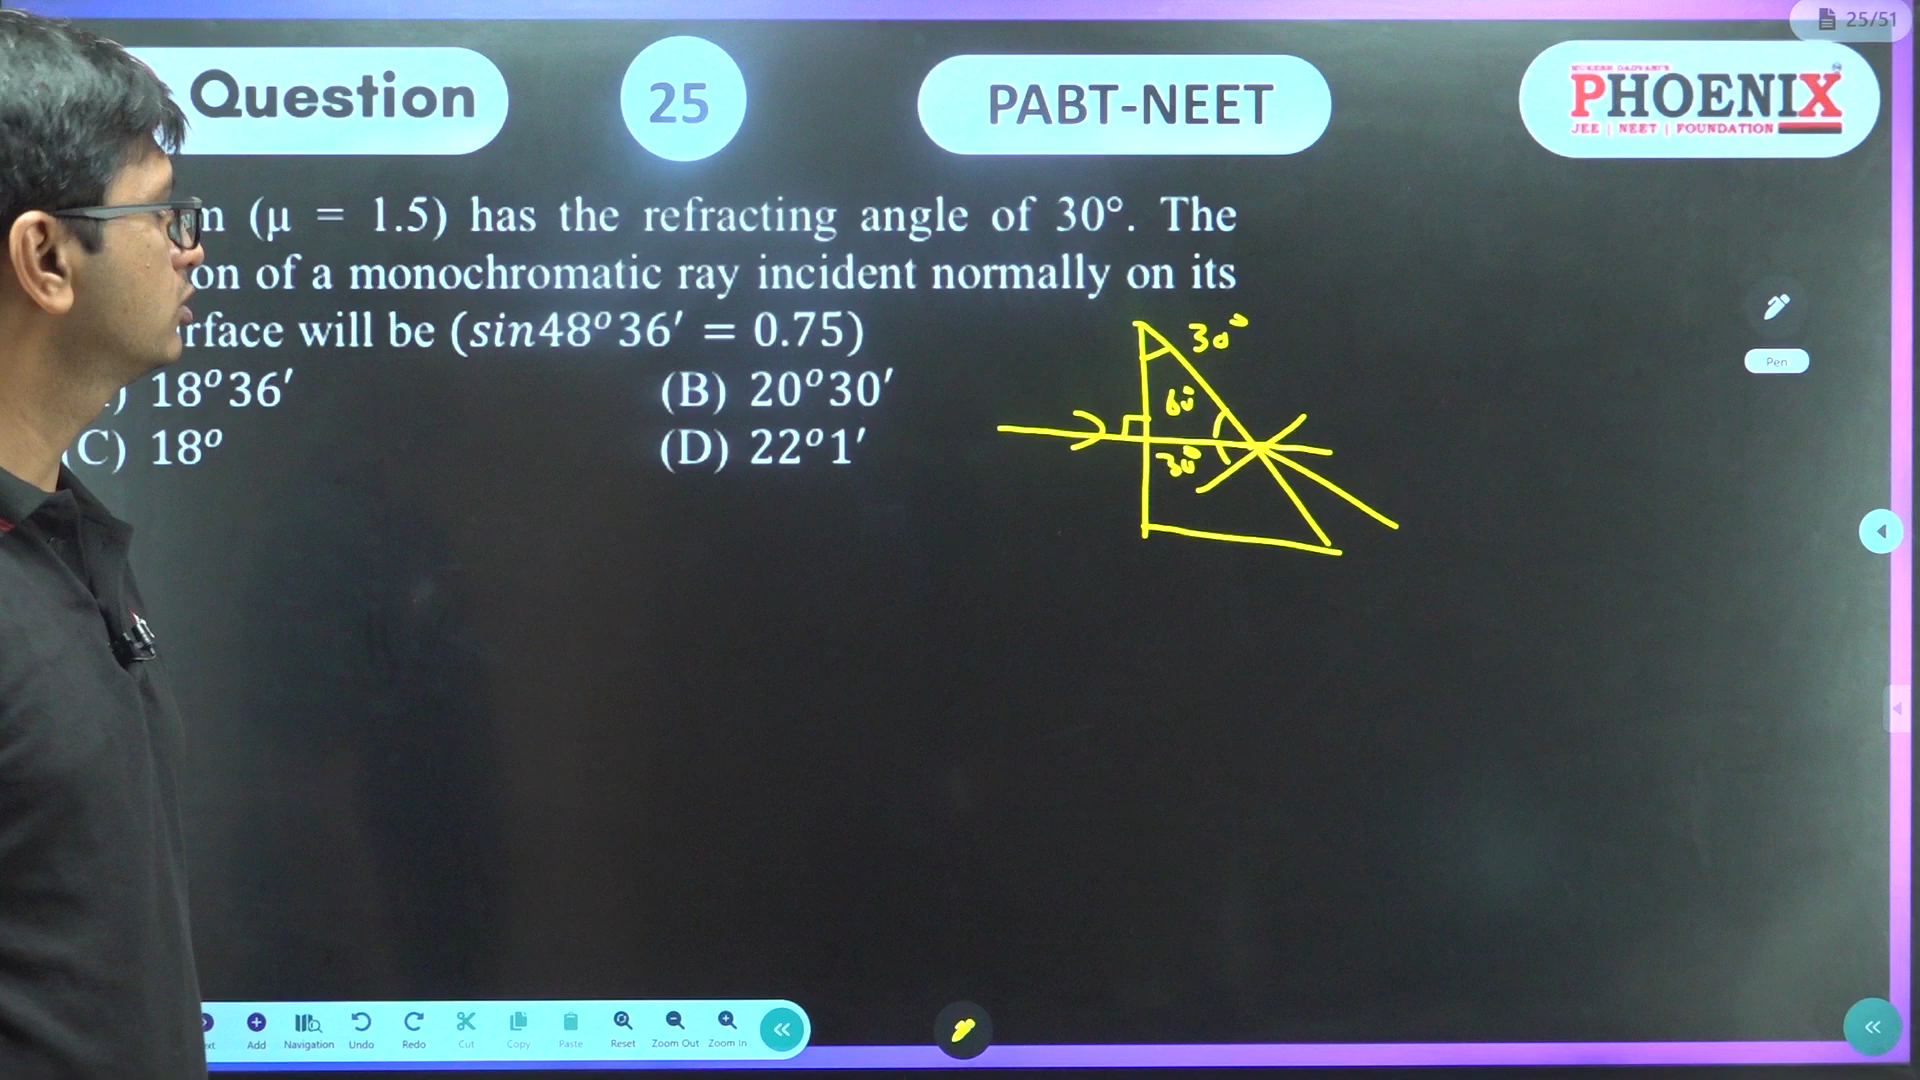 25/51
Question 25 PABT-NEET
MUKESH DADVANI'S
PHOENIX
JEE | NEET | FOUNDATION
m (μ = 1.5) has the refracting angle of 30°. The
on of a monochromatic ray incident normally on its
rface will be (sin48°36′ = 0.75)
) 18°36′ (B) 20°30′
(C) 18° (D) 22°1′
30°
60°
30°
Pen
xt Add Navigation Undo Redo Cut Copy Paste Reset Zoom Out Zoom In